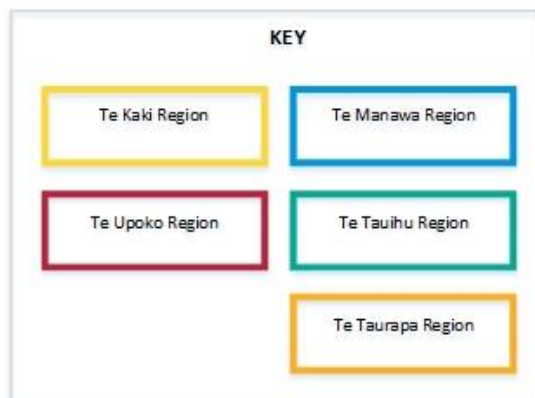 KEY
Te Kaki Region
Te Manawa Region
Te Upoko Region
Te Tauihu Region
Te Taurapa Region